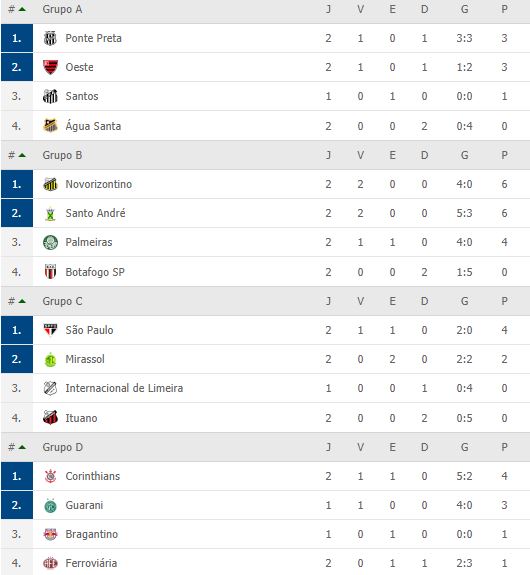 # Grupo A J V E D G P
1. Ponte Preta 2 1 0 1 3:3 3
2. Oeste 2 1 0 1 1:2 3
3. Santos 1 0 1 0 0:0 1
4. Água Santa 2 0 0 2 0:4 0
# Grupo B J V E D G P
1. Novorizontino 2 2 0 0 4:0 6
2. Santo André 2 2 0 0 5:3 6
3. Palmeiras 2 1 1 0 4:0 4
4. Botafogo SP 2 0 0 2 1:5 0
# Grupo C J V E D G P
1. São Paulo 2 1 1 0 2:0 4
2. Mirassol 2 0 2 0 2:2 2
3. Internacional de Limeira 1 0 0 1 0:4 0
4. Ituano 2 0 0 2 0:5 0
# Grupo D J V E D G P
1. Corinthians 2 1 1 0 5:2 4
2. Guarani 1 1 0 0 4:0 3
3. Bragantino 1 0 1 0 0:0 1
4. Ferroviária 2 0 1 1 2:3 1